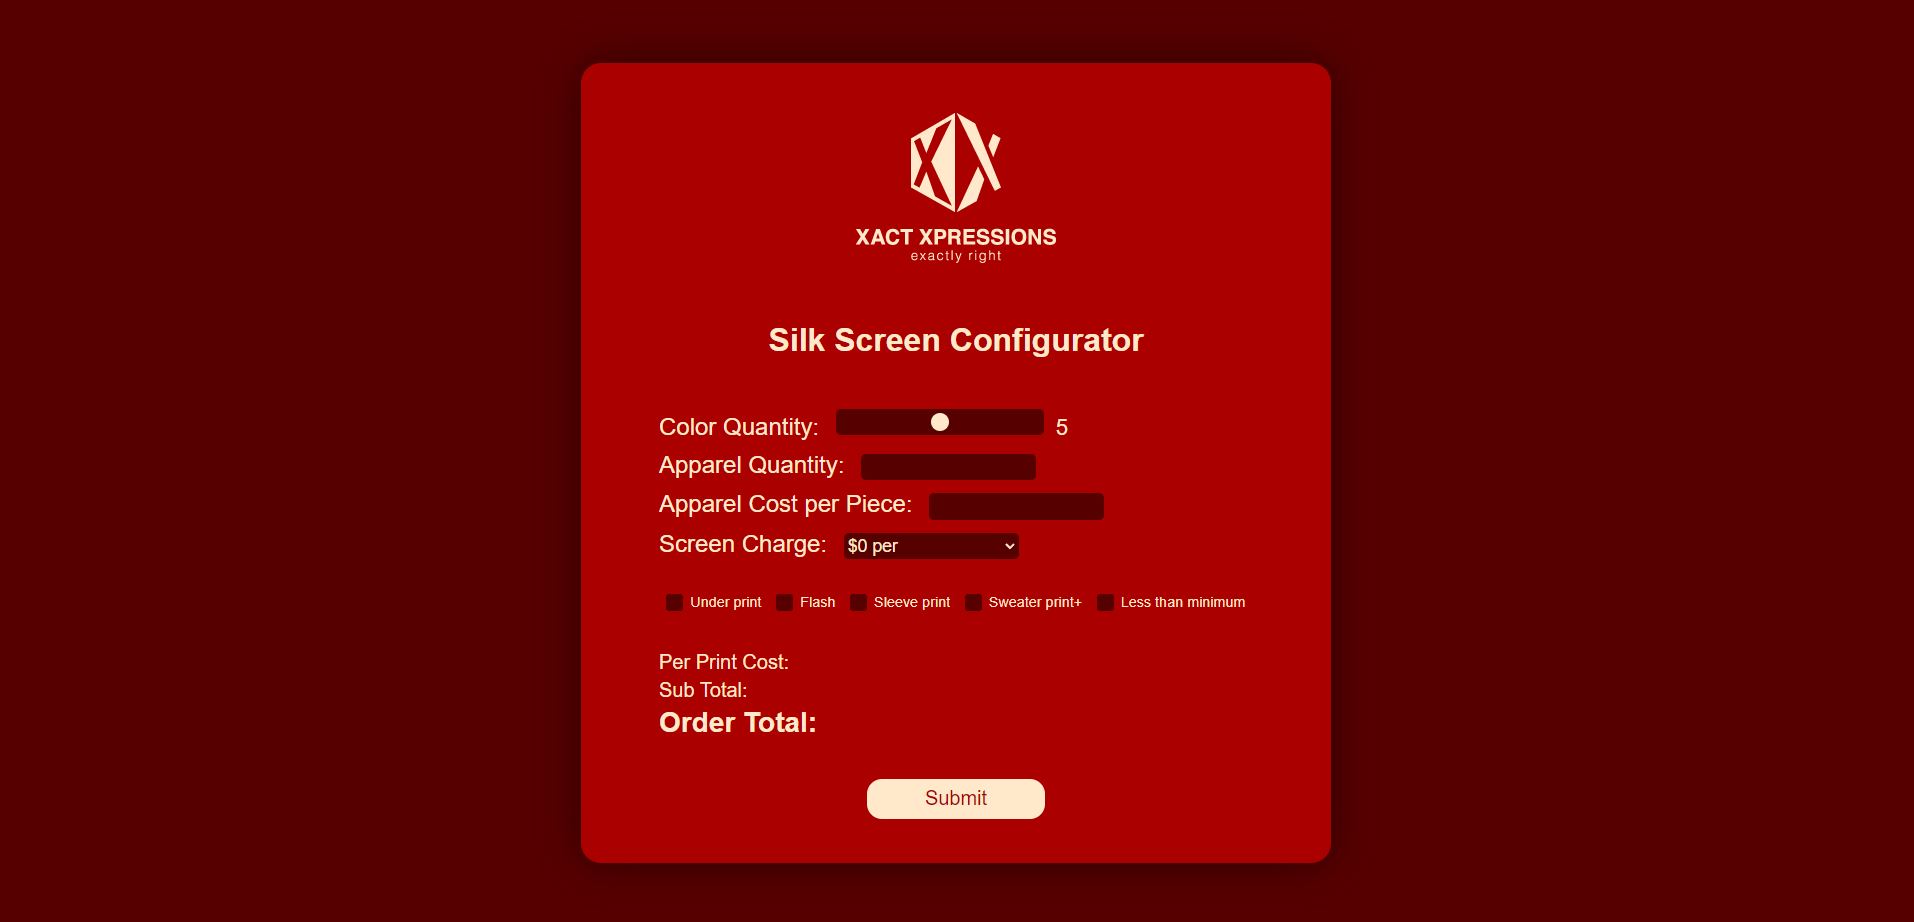 XACT XPRESSIONS
exactly right
Silk Screen Configurator
Color Quantity: 5
Apparel Quantity:
Apparel Cost per Piece:
Screen Charge: $0 per
Under print Flash Sleeve print Sweater print+ Less than minimum
Per Print Cost:
Sub Total:
Order Total:
Submit